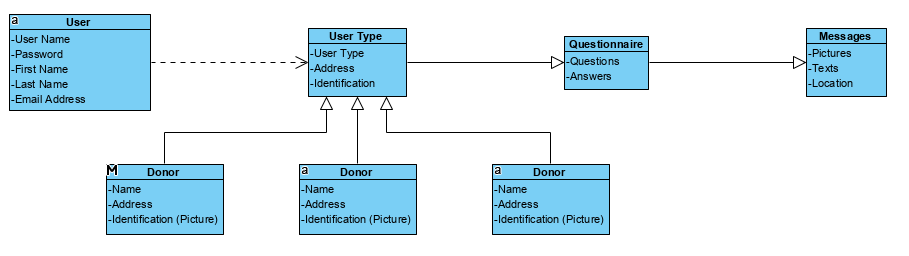 a
User
-User Name
-Password
-First Name
-Last Name
-Email Address
User Type
-User Type
-Address
-Identification
Questionnaire
-Questions
-Answers
Messages
-Pictures
-Texts
-Location
M
Donor
-Name
-Address
-Identification (Picture)
a
Donor
-Name
-Address
-Identification (Picture)
a
Donor
-Name
-Address
-Identification (Picture)